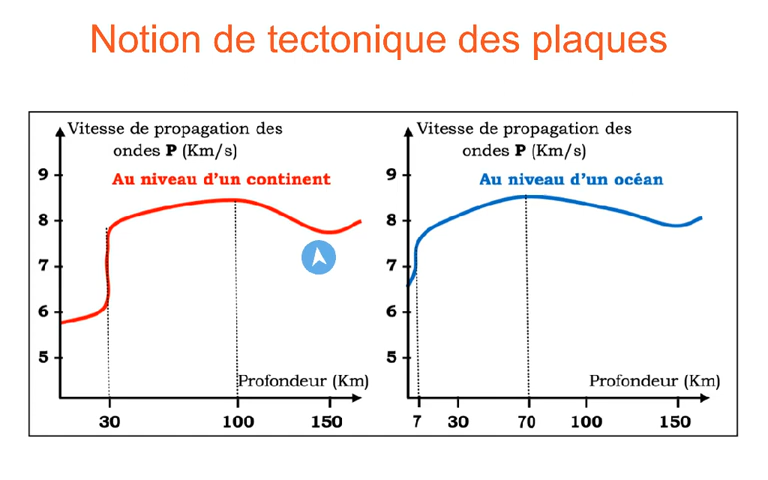 Notion de tectonique des plaques
Vitesse de propagation des
ondes P (Km/s)
Au niveau d'un continent
9
8
7
6
5
Profondeur (Km)
30
100
150
Vitesse de propagation des
ondes P (Km/s)
Au niveau d'un océan
9
8
7
6
5
Profondeur (Km)
7
30
70
100
150